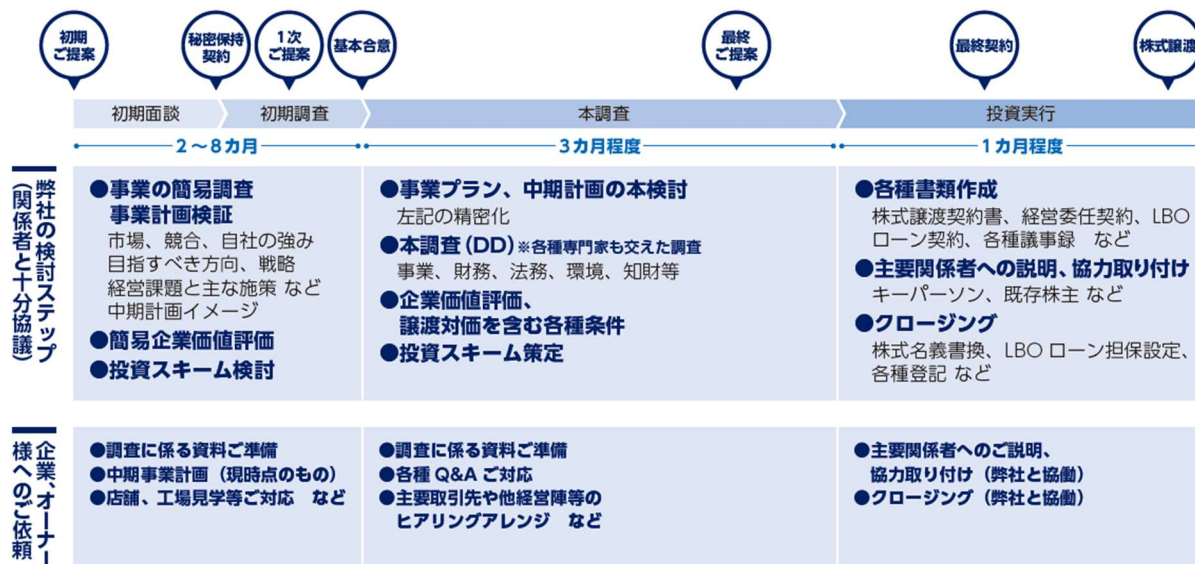 初期
ご提案
秘密保持
契約
1次
ご提案
基本合意
最終
ご提案
最終契約
株式譲渡
初期面談
初期調査
本調査
投資実行
2~8カ月
3カ月程度
1カ月程度
弊社の検討ステップ
(関係者と十分協議)
●事業の簡易調査
事業計画検証
市場、競合、自社の強み
目指すべき方向、戦略
経営課題と主な施策 など
中期計画イメージ
●簡易企業価値評価
●投資スキーム検討
●事業プラン、中期計画の本検討
左記の精密化
●本調査(DD)※各種専門家も交えた調査
事業、財務、法務、環境、知財等
●企業価値評価、
譲渡対価を含む各種条件
●投資スキーム策定
●各種書類作成
株式譲渡契約書、経営委任契約、LBO
ローン契約、各種議事録 など
●主要関係者への説明、協力取り付け
キーパーソン、既存株主 など
●クロージング
株式名義書換、LBO ローン担保設定、
各種登記 など
企業、オーナー
様へのご依頼
●調査に係る資料ご準備
●中期事業計画(現時点のもの)
●店舗、工場見学等ご対応 など
●調査に係る資料ご準備
●各種 Q&A ご対応
●主要取引先や他経営陣等の
ヒアリングアレンジ など
●主要関係者へのご説明、
協力取り付け(弊社と協働)
●クロージング(弊社と協働)